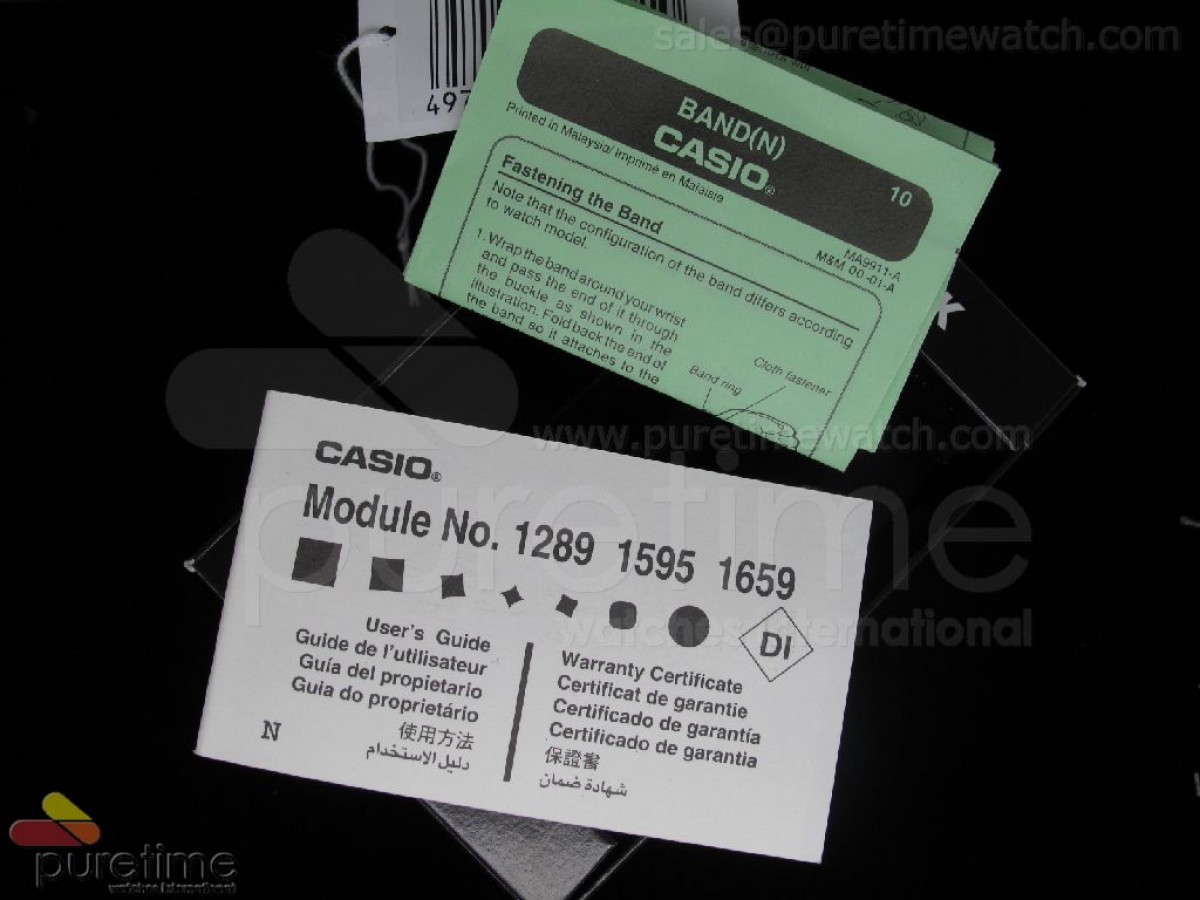 sales@puretimewatch.com
497
BAND(N)
CASIO®
10
Printed in Malaysia/ Imprimé en Malaisie
MA9911-A
M&M 00 -01-A
Fastening the Band
Note that the configuration of the band differs according
to watch model.
1. Wrap the band around your wrist
and pass the end of it through
the buckle as shown in the
illustration. Fold back the end of
the band so it attaches to the
Band ring
Cloth fastener
www.puretimewatch.com
puretime
watches international
CASIO®
Module No. 1289 1595 1659
DI
User's Guide
Guide de l'utilisateur
Guía del propietario
Guia do proprietário
使用方法
دليل الاستخدام
N
Warranty Certificate
Certificat de garantie
Certificado de garantía
Certificado de garantia
保證書
شهادة ضمان
puretime
watches international